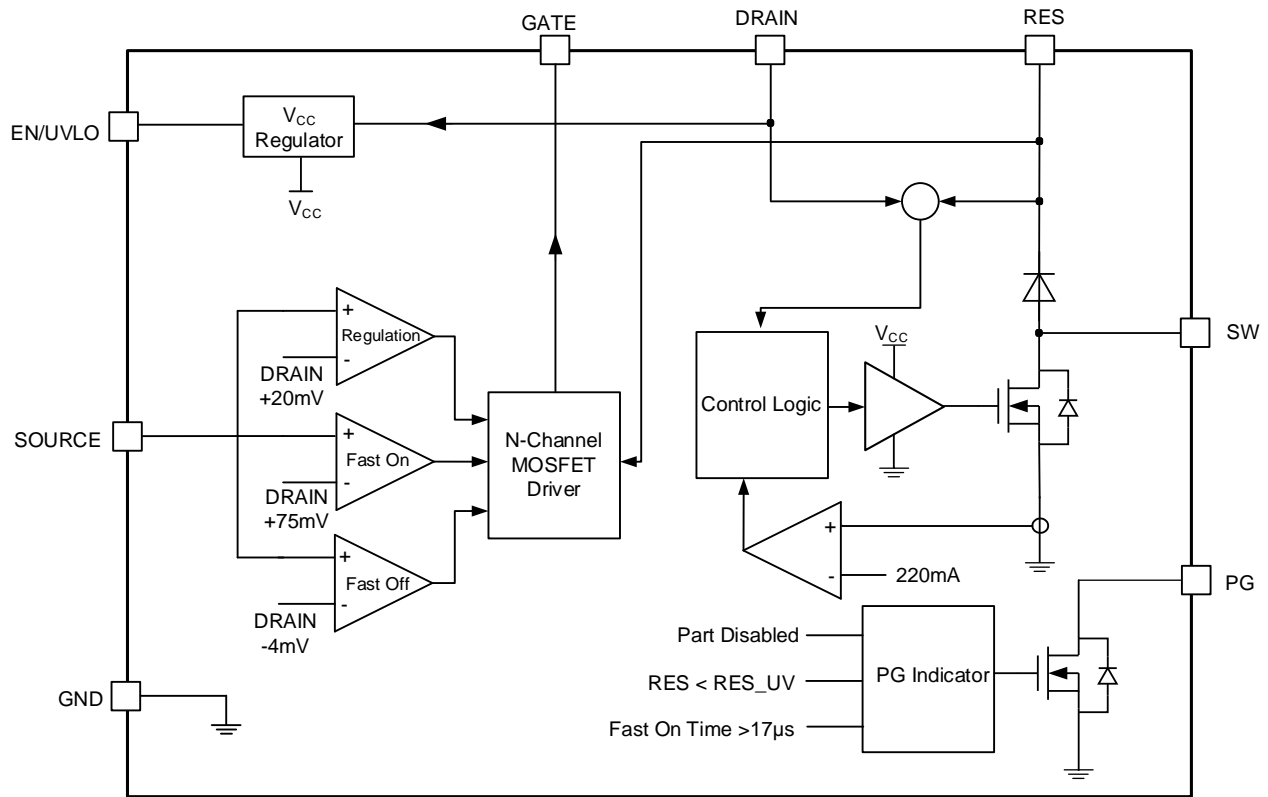 GATE
DRAIN
RES
EN/UVLO
VCC
Regulator
VCC
+
Regulation
-
DRAIN
+20mV
SW
VCC
Control Logic
SOURCE
+
Fast On
-
DRAIN
+75mV
N-Channel
MOSFET
Driver
+
Fast Off
-
DRAIN
-4mV
+
-
220mA
PG
Part Disabled
RES < RES_UV
Fast On Time >17µs
PG Indicator
GND